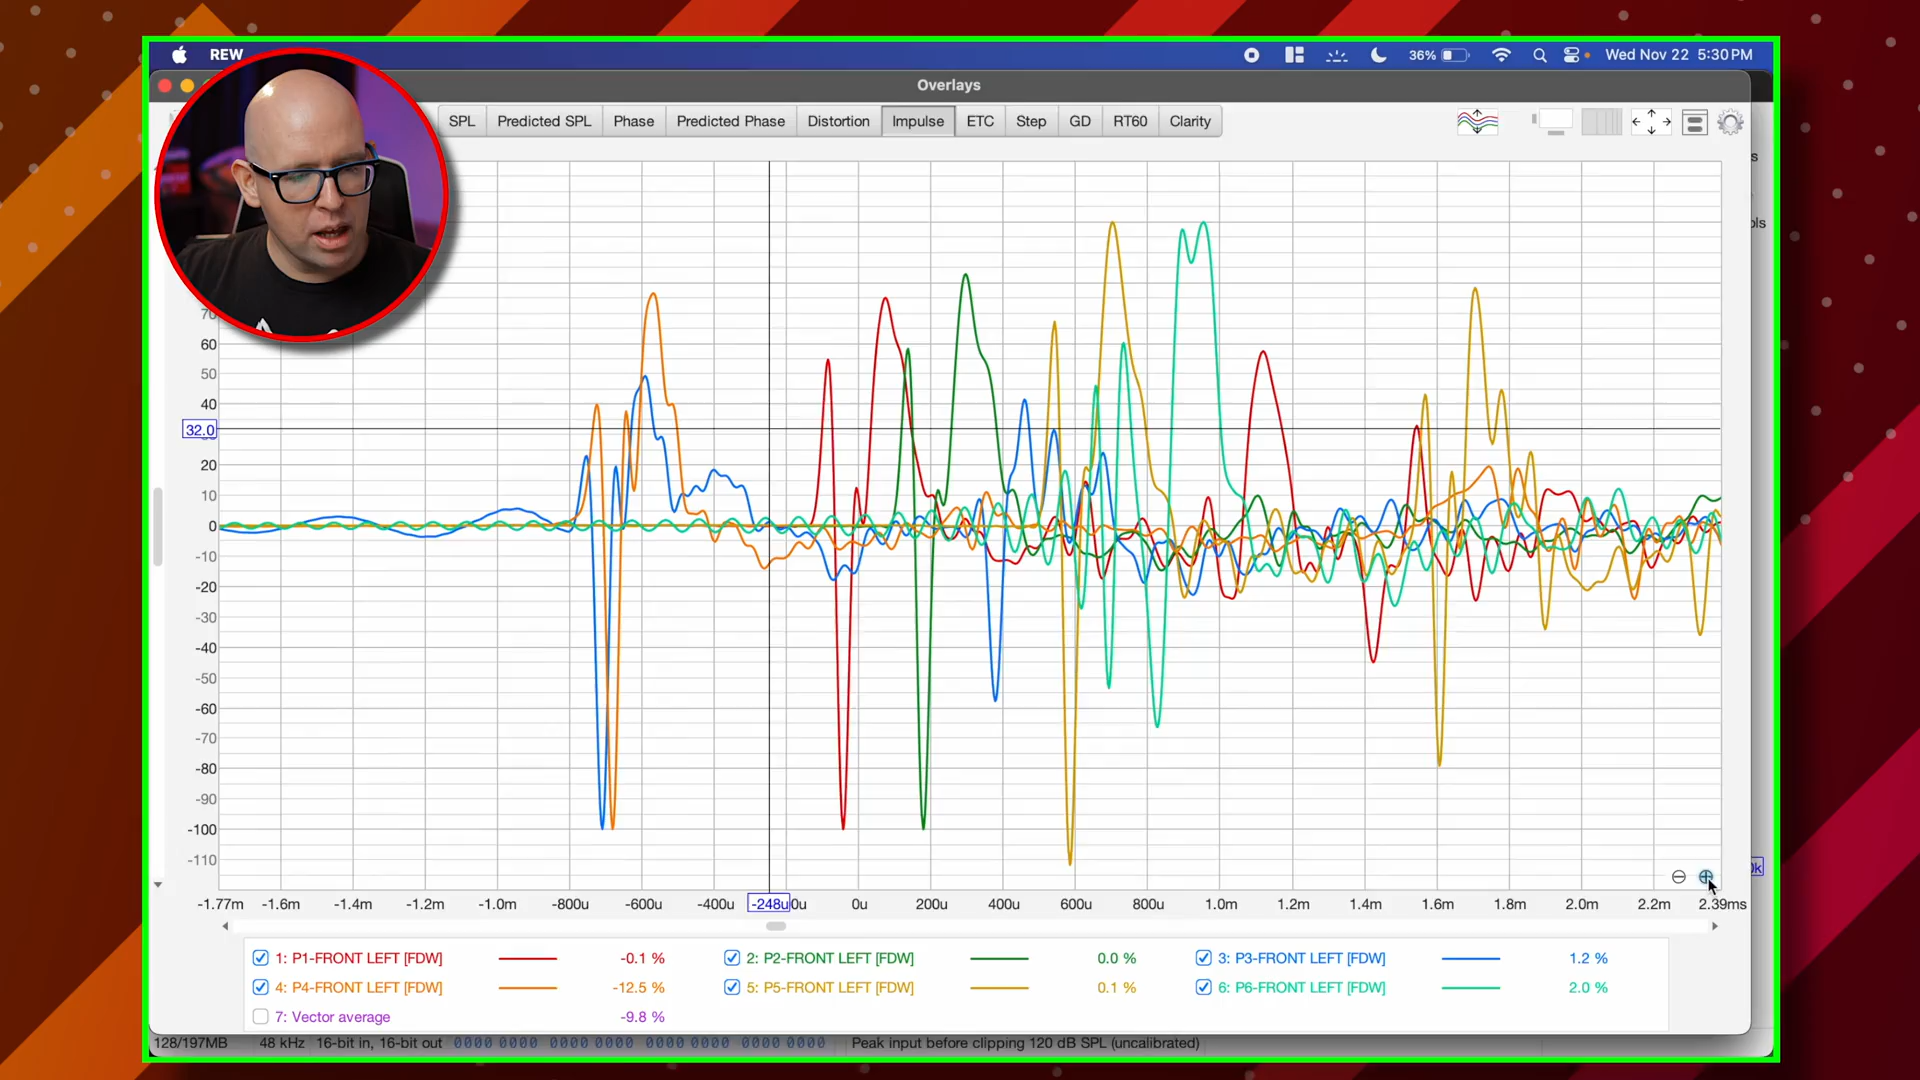 REW
36%
Wed Nov 22 5:30 PM
Overlays
SPL Predicted SPL Phase Predicted Phase Distortion Impulse ETC Step GD RT60 Clarity
60
50
40
32.0
20
10
0
-10
-20
-30
-40
-50
-60
-70
-80
-90
-100
-110
-1.77m -1.6m -1.4m -1.2m -1.0m -800u -600u -400u -248u 0u 0u 200u 400u 600u 800u 1.0m 1.2m 1.4m 1.6m 1.8m 2.0m 2.2m 2.39ms
1: P1-FRONT LEFT [FDW] -0.1 % 2: P2-FRONT LEFT [FDW] 0.0 % 3: P3-FRONT LEFT [FDW] 1.2 %
4: P4-FRONT LEFT [FDW] -12.5 % 5: P5-FRONT LEFT [FDW] 0.1 % 6: P6-FRONT LEFT [FDW] 2.0 %
7: Vector average -9.8 %
128/197MB 48 kHz 16-bit in, 16-bit out 0000 0000 0000 0000 0000 0000 0000 0000 Peak input before clipping 120 dB SPL (uncalibrated)